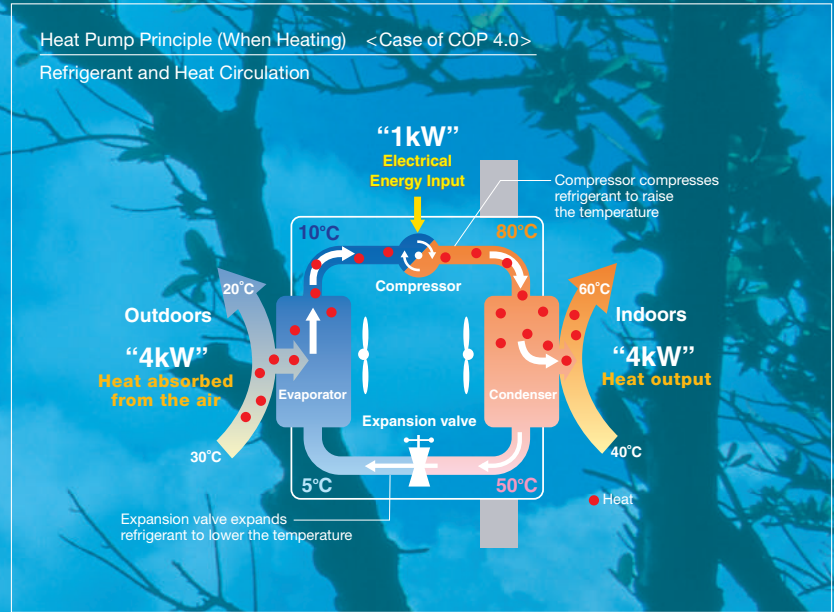 Heat Pump Principle (When Heating) <Case of COP 4.0>
Refrigerant and Heat Circulation
“1kW”
Electrical
Energy Input
Compressor compresses
refrigerant to raise
the temperature
10°C
80°C
Compressor
20°C
60°C
Outdoors
Indoors
“4kW”
Heat absorbed
from the air
“4kW”
Heat output
Evaporator
Condenser
Expansion valve
30°C
40°C
5°C
50°C
Heat
Expansion valve expands
refrigerant to lower the temperature